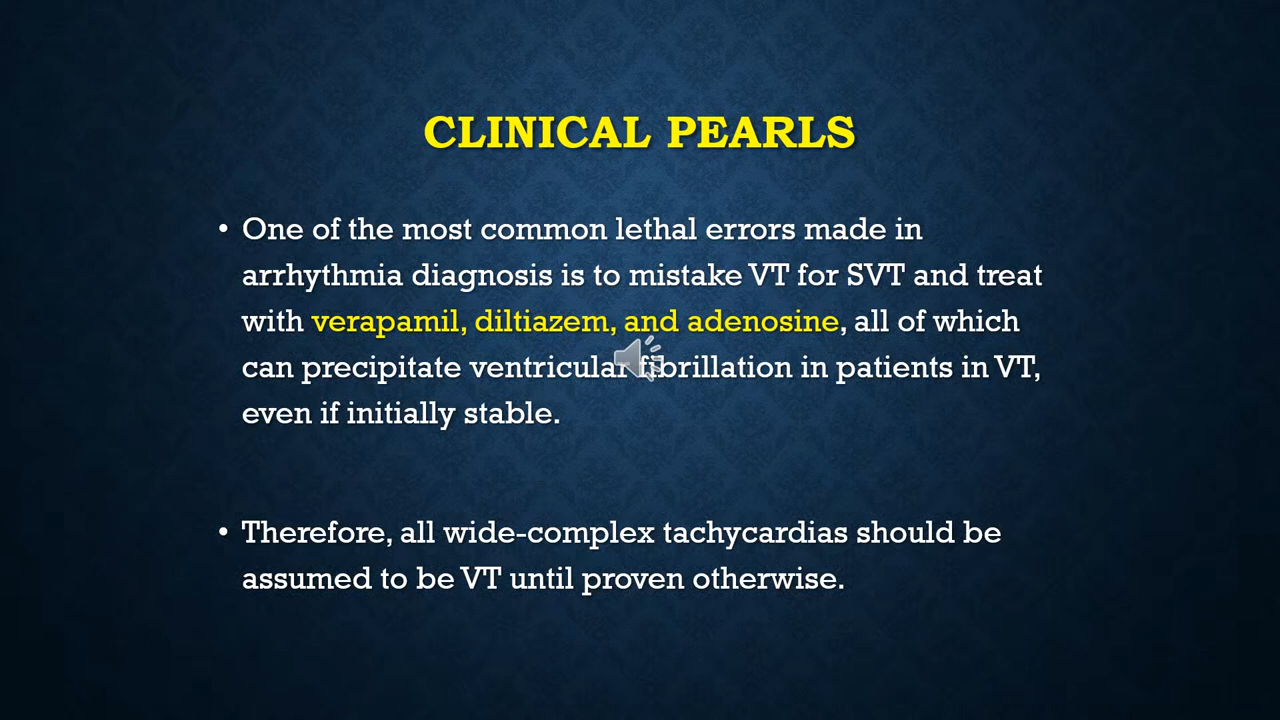 CLINICAL PEARLS
• One of the most common lethal errors made in
arrhythmia diagnosis is to mistake VT for SVT and treat
with verapamil, diltiazem, and adenosine, all of which
can precipitate ventricular fibrillation in patients in VT,
even if initially stable.
• Therefore, all wide-complex tachycardias should be
assumed to be VT until proven otherwise.